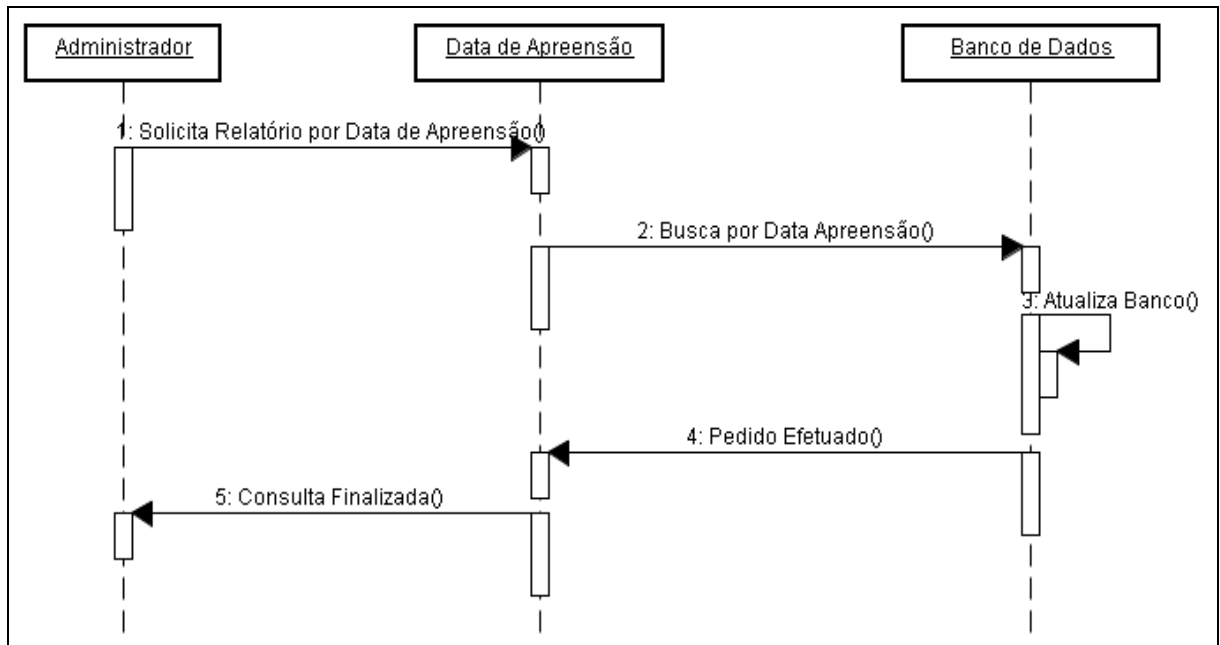 Administrador
Data de Apreensão
Banco de Dados
1: Solicita Relatório por Data de Apreensão()
2: Busca por Data Apreensão()
3: Atualiza Banco()
4: Pedido Efetuado()
5: Consulta Finalizada()